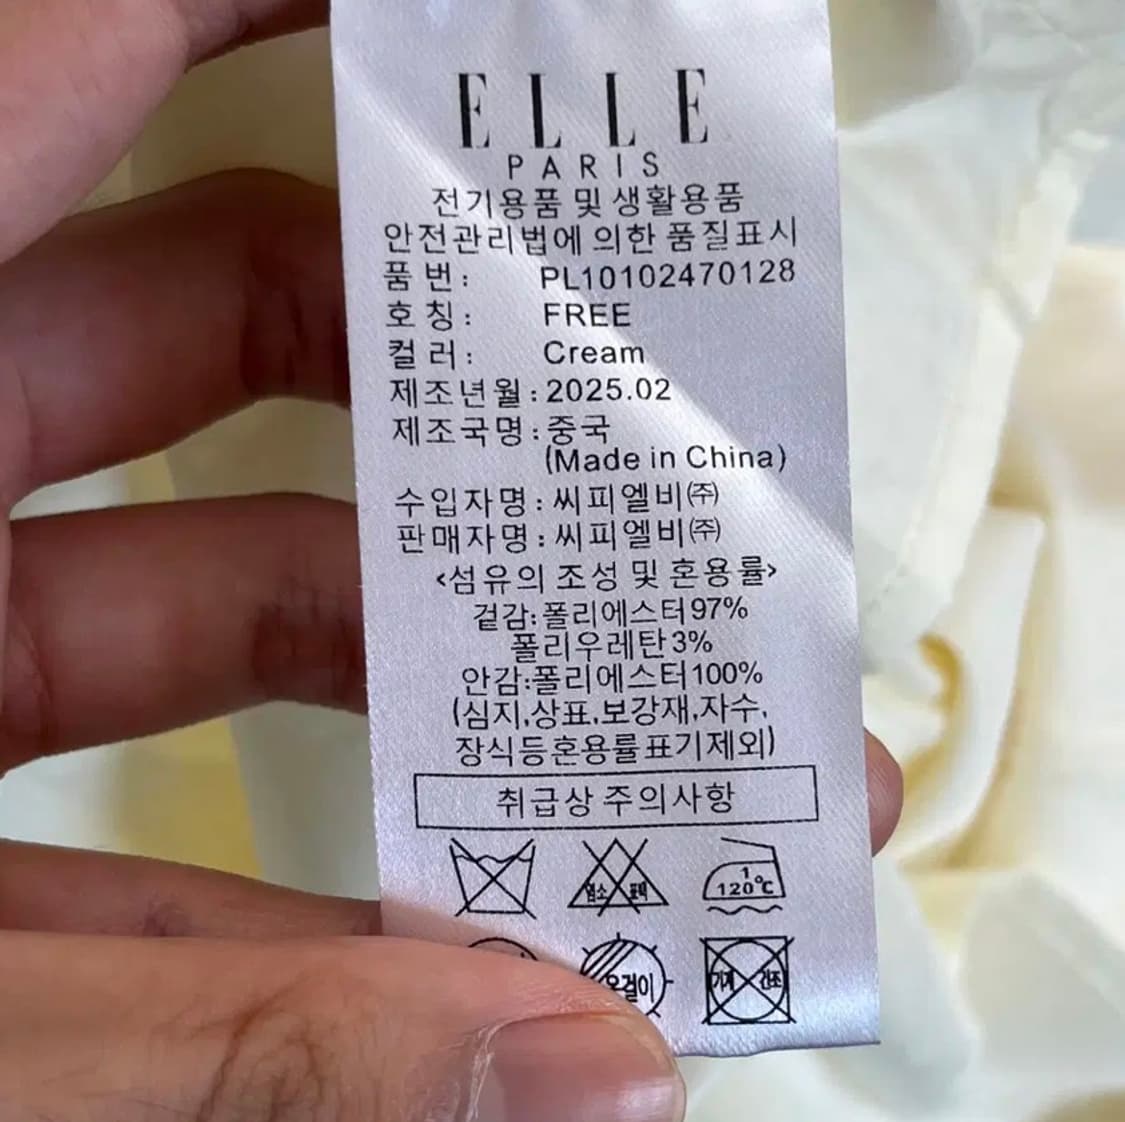 ELLE
PARIS
전기용품 및 생활용품
안전관리법에 의한 품질표시
품 번 : PL10102470128
호 칭 : FREE
컬 러 : Cream
제조년월 : 2025.02
제조국명 : 중국
(Made in China)
수입자명 : 씨피엘비㈜
판매자명 : 씨피엘비㈜
<섬유의 조성 및 혼용률>
겉감:폴리에스터97%
폴리우레탄3%
안감:폴리에스터100%
(심지,상표,보강재,자수,
장식등혼용률표기제외)
취급상 주의사항
염소 표백
1
120℃
옷걸이
기계 건조